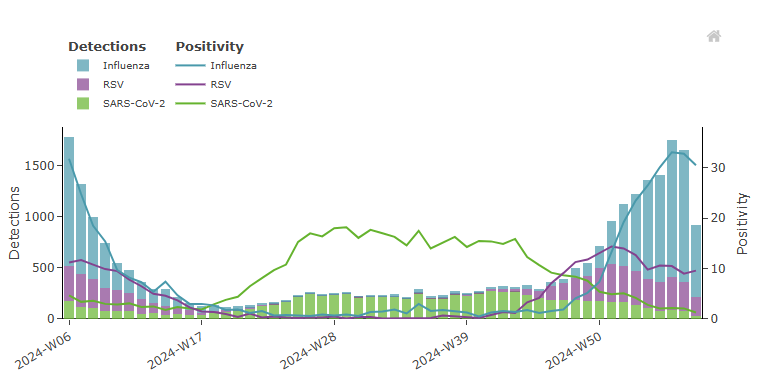 Detections Positivity
Influenza Influenza
RSV RSV
SARS-CoV-2 SARS-CoV-2
1500
1000
500
0
Detections
30
20
10
0
Positivity
2024-W06
2024-W17
2024-W28
2024-W39
2024-W50